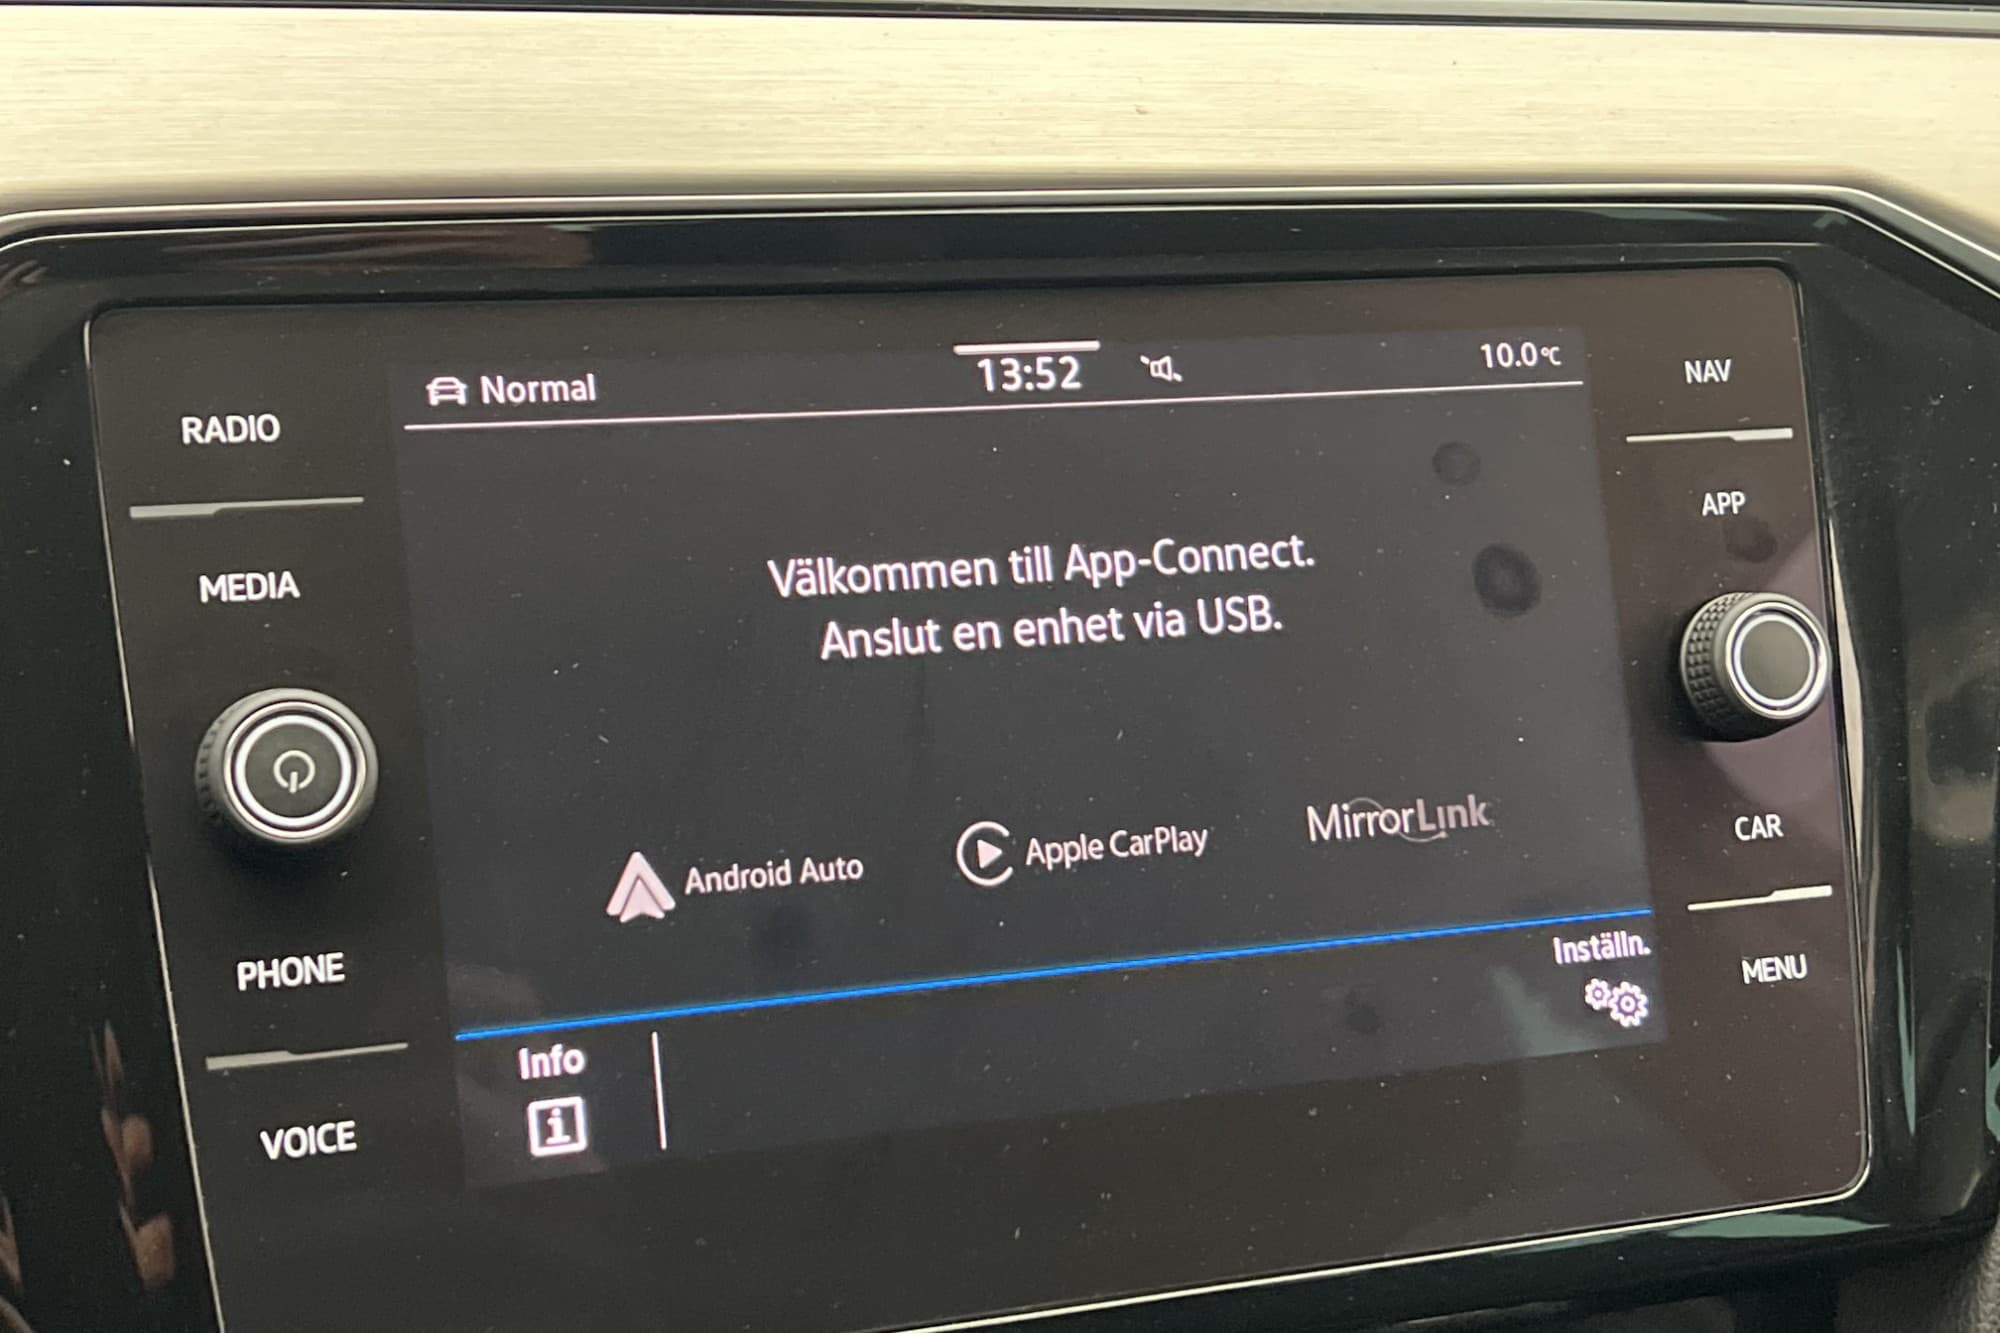 Normal
13:52
10.0°C
NAV
RADIO
APP
MEDIA
Välkommen till App-Connect.
Anslut en enhet via USB.
Android Auto
Apple CarPlay
MirrorLink
CAR
PHONE
Inställn.
MENU
Info
VOICE